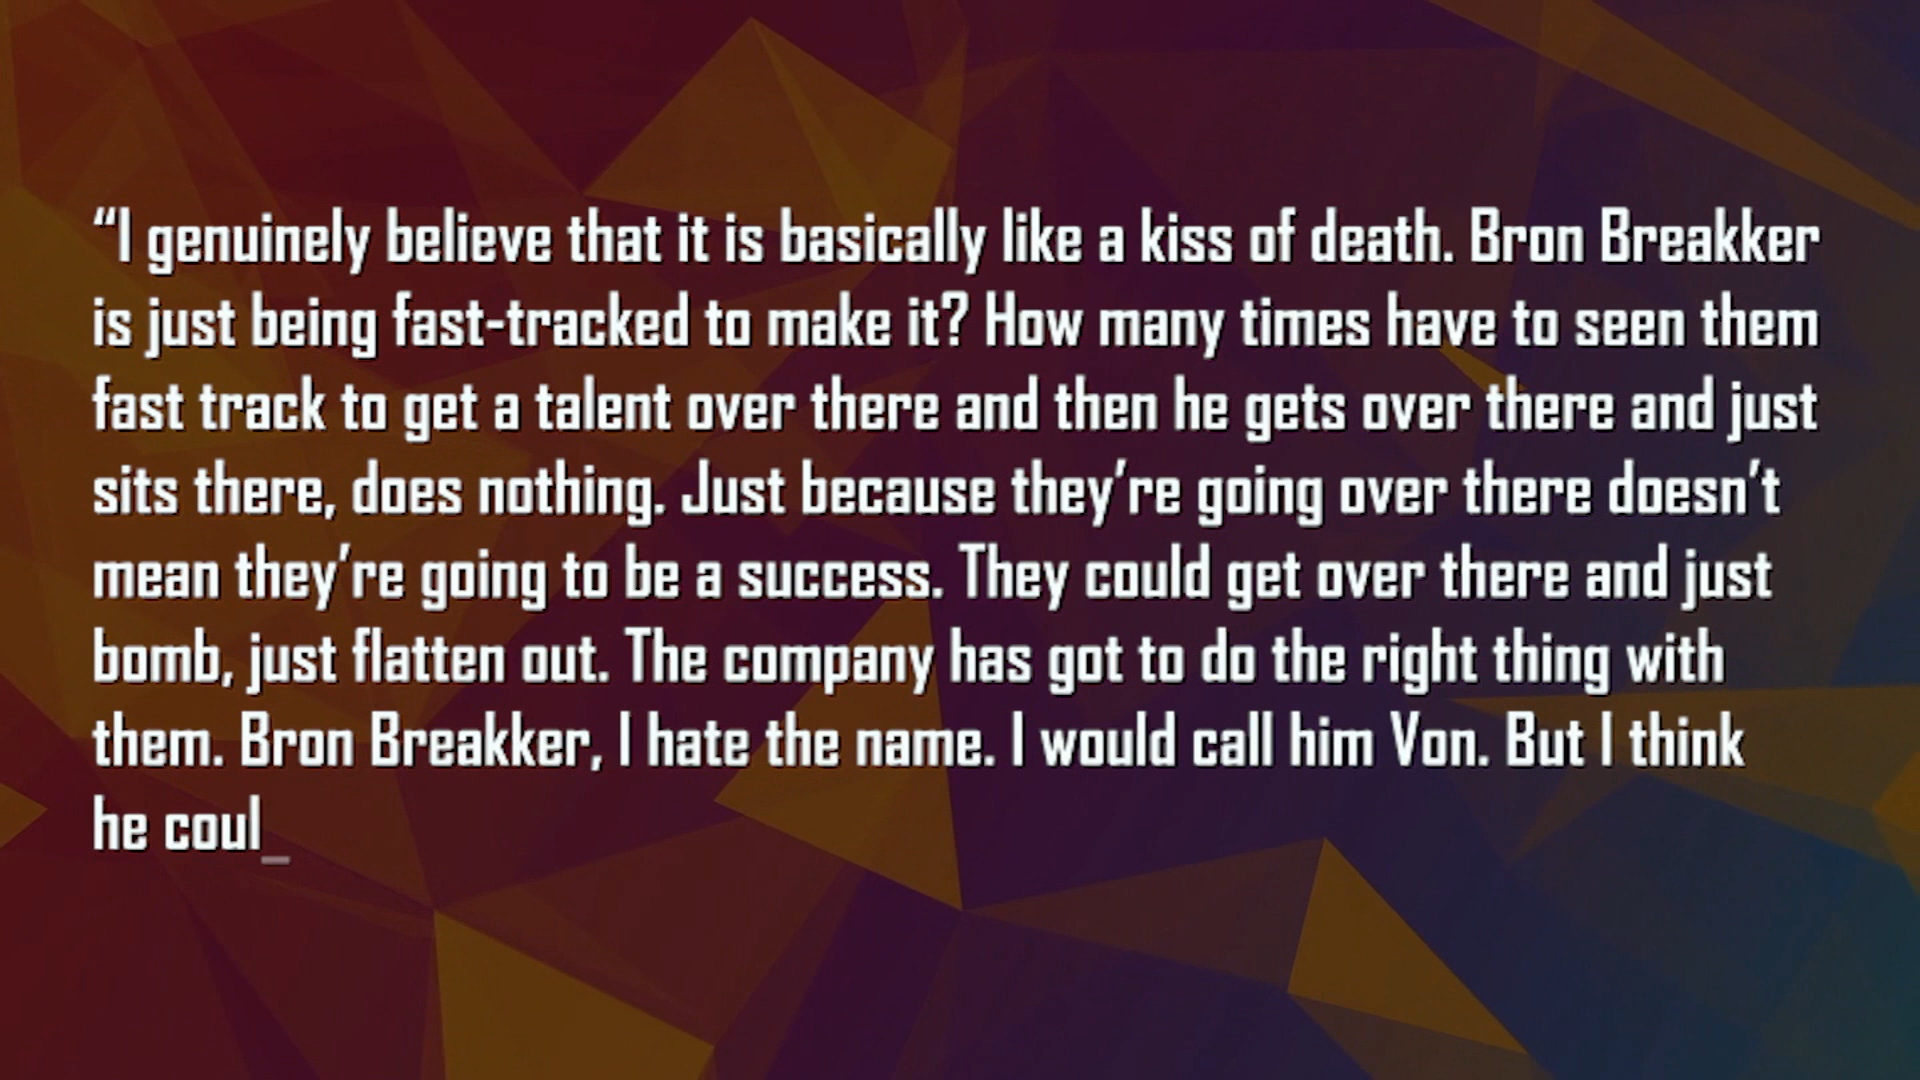 “I genuinely believe that it is basically like a kiss of death. Bron Breakker
is just being fast-tracked to make it? How many times have to seen them
fast track to get a talent over there and then he gets over there and just
sits there, does nothing. Just because they’re going over there doesn’t
mean they’re going to be a success. They could get over there and just
bomb, just flatten out. The company has got to do the right thing with
them. Bron Breakker, I hate the name. I would call him Von. But I think
he coul_